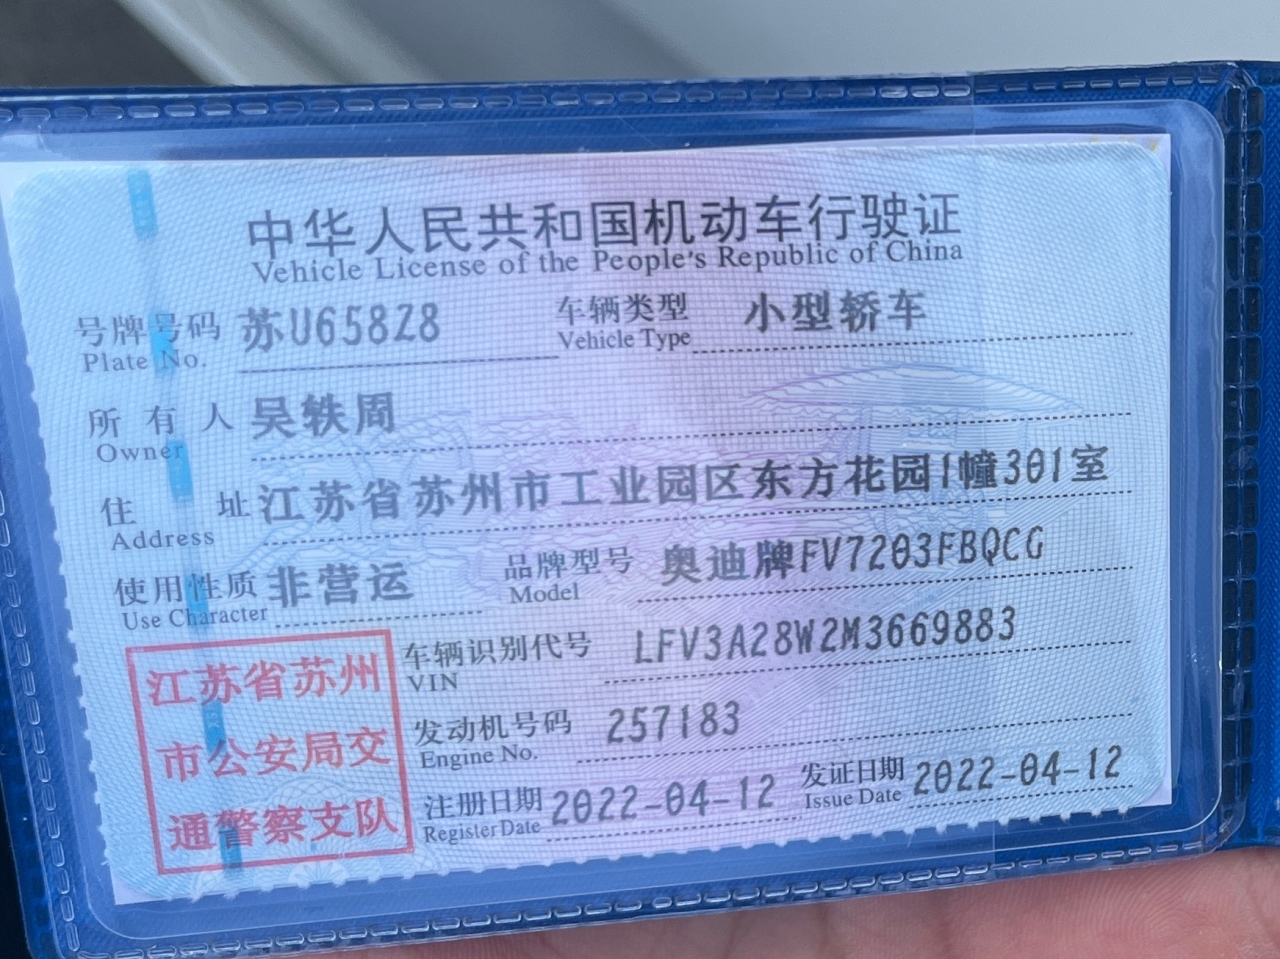 中华人民共和国机动车行驶证
Vehicle License of the People's Republic of China
号牌号码 苏U65828 车辆类型 小型轿车
Plate No. Vehicle Type
所有人 吴轶周
Owner
住址 江苏省苏州市工业园区东方花园1幢301室
Address
使用性质 非营运 品牌型号 奥迪牌FV7203FBQCG
Use Character Model
车辆识别代号 LFV3A28W2M3669883
VIN
发动机号码 257183
Engine No.
注册日期 2022-04-12 发证日期 2022-04-12
Register Date Issue Date
江苏省苏州
市公安局交
通警察支队